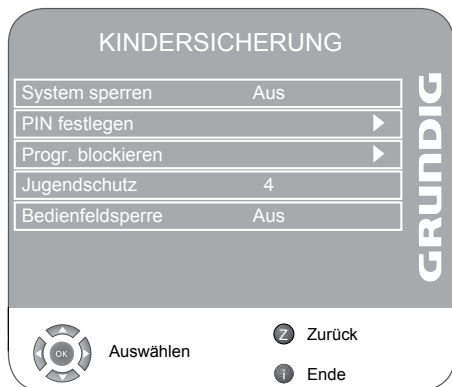 KINDERSICHERUNG
System sperren Aus
PIN festlegen
Progr. blockieren
Jugendschutz 4
Bedienfeldsperre Aus
GRUNDIG
OK Auswählen
Z Zurück
i Ende